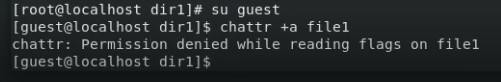 [root@localhost dir1]# su guest
[guest@localhost dir1]$ chattr +a file1
chattr: Permission denied while reading flags on file1
[guest@localhost dir1]$